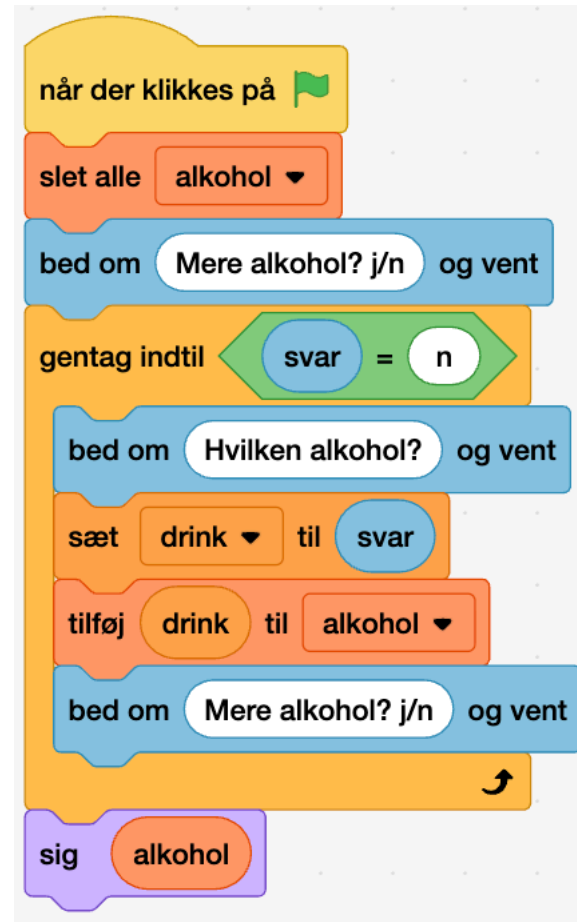 når der klikkes på
slet alle alkohol
bed om Mere alkohol? j/n og vent
gentag indtil svar = n
bed om Hvilken alkohol? og vent
sæt drink til svar
tilføj drink til alkohol
bed om Mere alkohol? j/n og vent
sig alkohol